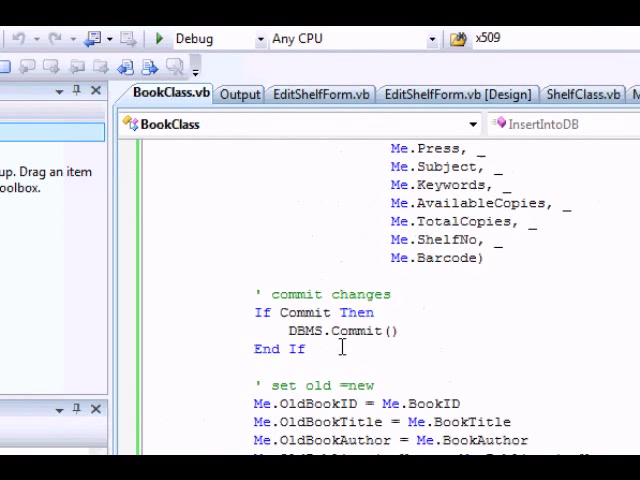 Debug Any CPU x509
BookClass.vb Output EditShelfForm.vb EditShelfForm.vb [Design] ShelfClass.vb M
BookClass InsertIntoDB
up. Drag an item
oolbox.
Me.Press, _
Me.Subject, _
Me.Keywords, _
Me.AvailableCopies, _
Me.TotalCopies, _
Me.ShelfNo, _
Me.Barcode)
' commit changes
If Commit Then
DBMS.Commit()
End If
' set old =new
Me.OldBookID = Me.BookID
Me.OldBookTitle = Me.BookTitle
Me.OldBookAuthor = Me.BookAuthor